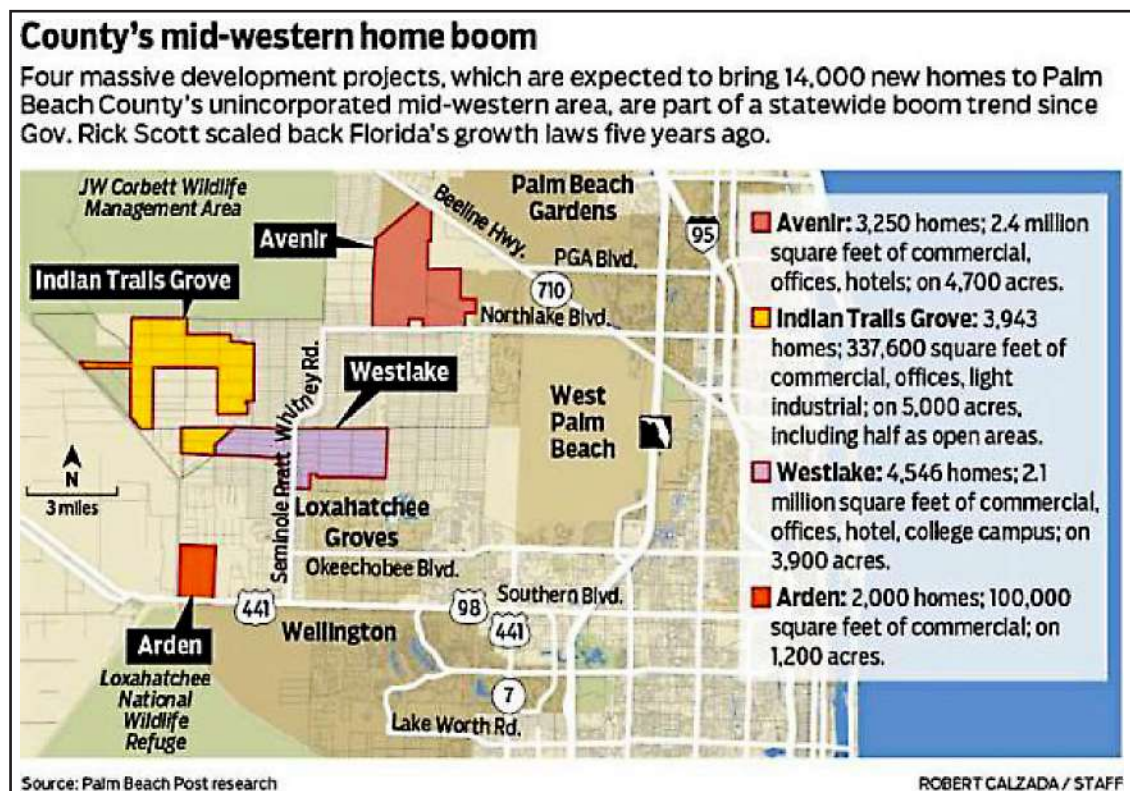 County's mid-western home boom
Four massive development projects, which are expected to bring 14,000 new homes to Palm
Beach County's unincorporated mid-western area, are part of a statewide boom trend since
Gov. Rick Scott scaled back Florida's growth laws five years ago.
JW Corbett Wildlife
Management Area
Avenir
Indian Trails Grove
Beeline Hwy.
Palm Beach
Gardens
95
PGA Blvd.
710
Northlake Blvd.
Westlake
Seminole Pratt Whitney Rd.
West
Palm
Beach
N
3 miles
Loxahatchee
Groves
Okeechobee Blvd.
441
98
Southern Blvd.
441
Wellington
Arden
Loxahatchee
National
Wildlife
Refuge
7
Lake Worth Rd.
Avenir: 3,250 homes; 2.4 million
square feet of commercial,
offices, hotels; on 4,700 acres.
Indian Trails Grove: 3,943
homes; 337,600 square feet of
commercial, offices, light
industrial; on 5,000 acres,
including half as open areas.
Westlake: 4,546 homes; 2.1
million square feet of commercial,
offices, hotel, college campus; on
3,900 acres.
Arden: 2,000 homes; 100,000
square feet of commercial; on
1,200 acres.
Source: Palm Beach Post research
ROBERT CALZADA / STAFF